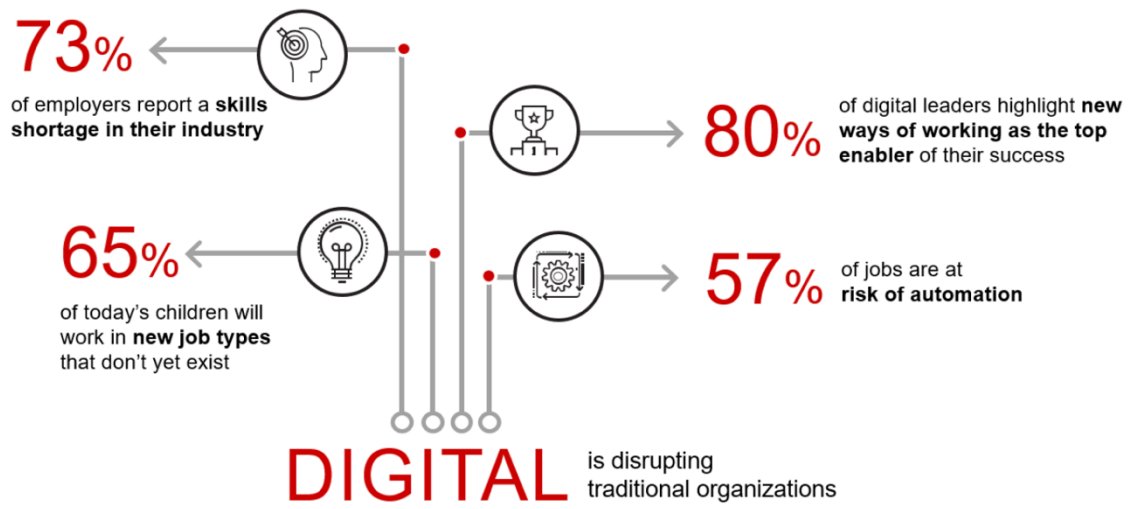 73%
of employers report a skills
shortage in their industry
80%
of digital leaders highlight new
ways of working as the top
enabler of their success
65%
of today's children will
work in new job types
that don't yet exist
57%
of jobs are at
risk of automation
1
DIGITAL
is disrupting
traditional organizations